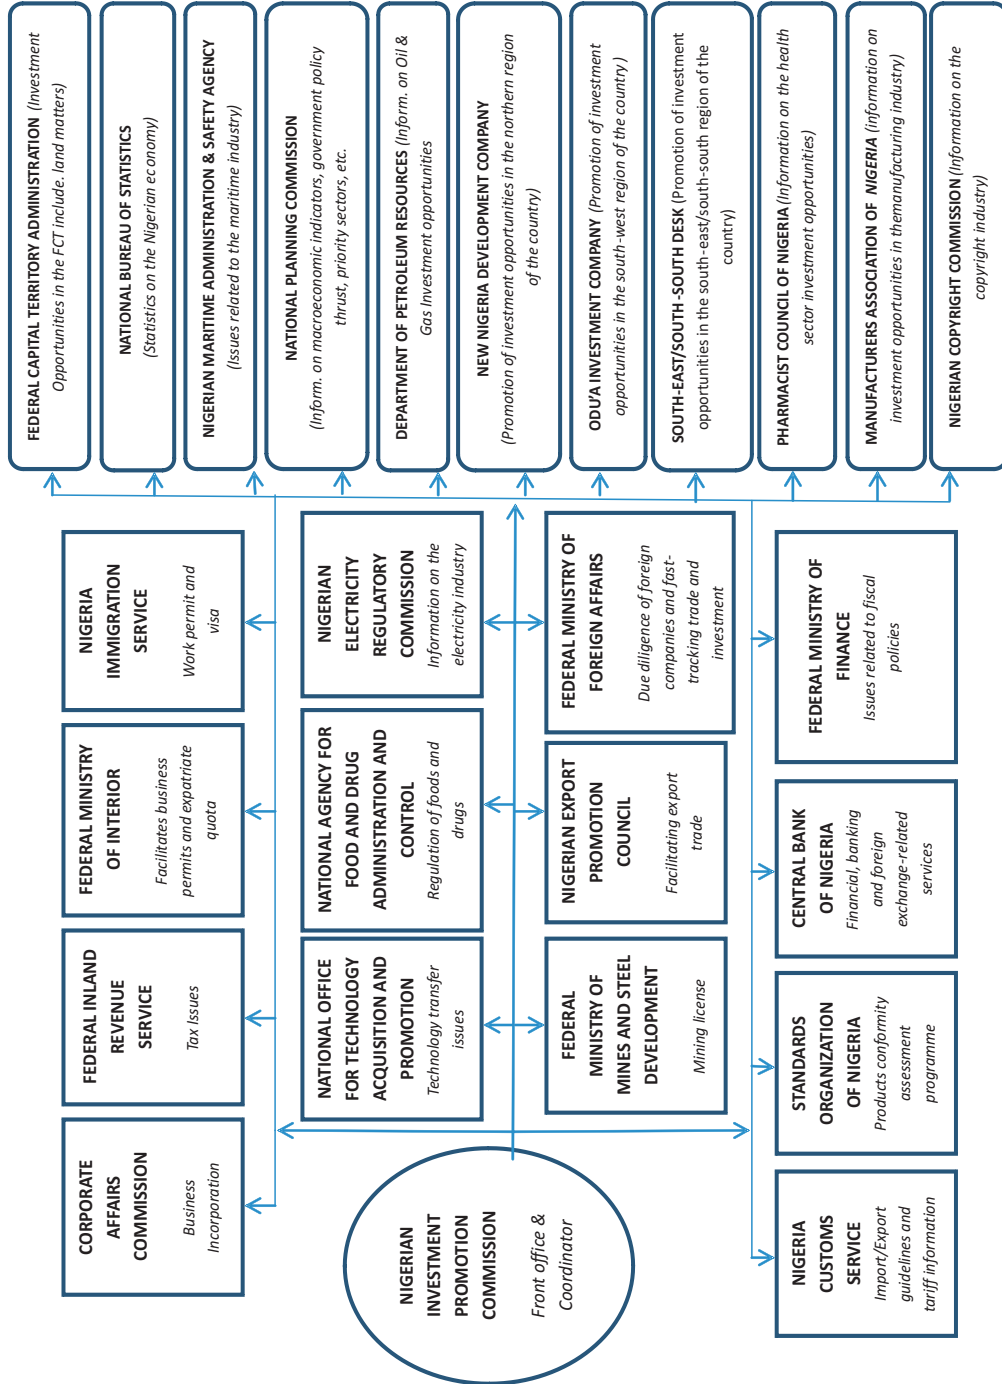 NIGERIAN
INVESTMENT
PROMOTION
COMMISSION
Front office &
Coordinator
CORPORATE
AFFAIRS
COMMISSION
Business
Incorporation
FEDERAL INLAND
REVENUE
SERVICE
Tax Issues
FEDERAL MINISTRY
OF INTERIOR
Facilitates business
permits and expatriate
quota
NIGERIA
IMMIGRATION
SERVICE
Work permit and
visa
NATIONAL OFFICE
FOR TECHNOLOGY
ACQUISITION AND
PROMOTION
Technology transfer
issues
NATIONAL AGENCY FOR
FOOD AND DRUG
ADMINISTRATION AND
CONTROL
Regulation of foods and
drugs
NIGERIAN
ELECTRICITY
REGULATORY
COMMISSION
Information on the
electricity industry
FEDERAL
MINISTRY OF
MINES AND STEEL
DEVELOPMENT
Mining license
NIGERIAN EXPORT
PROMOTION
COUNCIL
Facilitating export
trade
FEDERAL MINISTRY OF
FOREIGN AFFAIRS
Due diligence of foreign
companies and fast-
tracking trade and
investment
NIGERIA
CUSTOMS
SERVICE
Import/Export
guidelines and
tariff information
STANDARDS
ORGANIZATION
OF NIGERIA
Products conformity
assessment
programme
CENTRAL BANK
OF NIGERIA
Financial, banking
and foreign
exchange-related
services
FEDERAL MINISTRY OF
FINANCE
Issues related to fiscal
policies
FEDERAL CAPITAL TERRITORY ADMINISTRATION (Investment
Opportunities in the FCT include. land matters)
NATIONAL BUREAU OF STATISTICS
(Statistics on the Nigerian economy)
NIGERIAN MARITIME ADMINISTRATION & SAFETY AGENCY
(Issues related to the maritime industry)
NATIONAL PLANNING COMMISSION
(Inform. on macroeconomic indicators, government policy
thrust, priority sectors, etc.
DEPARTMENT OF PETROLEUM RESOURCES (Inform. on Oil &
Gas Investment opportunities
NEW NIGERIA DEVELOPMENT COMPANY
(Promotion of investment opportunities in the northern region
of the country)
ODU'A INVESTMENT COMPANY (Promotion of investment
opportunities in the south-west region of the country )
SOUTH-EAST/SOUTH -SOUTH DESK (Promotion of investment
opportunities in the south-east/south-south region of the
country)
PHARMACIST COUNCIL OF NIGERIA (Information on the health
sector investment opportunities)
MANUFACTURERS ASSOCIATION OF NIGERIA (information on
investment opportunities in themanufacturing industry)
NIGERIAN COPYRIGHT COMMISSION (Information on the
copyright industry)